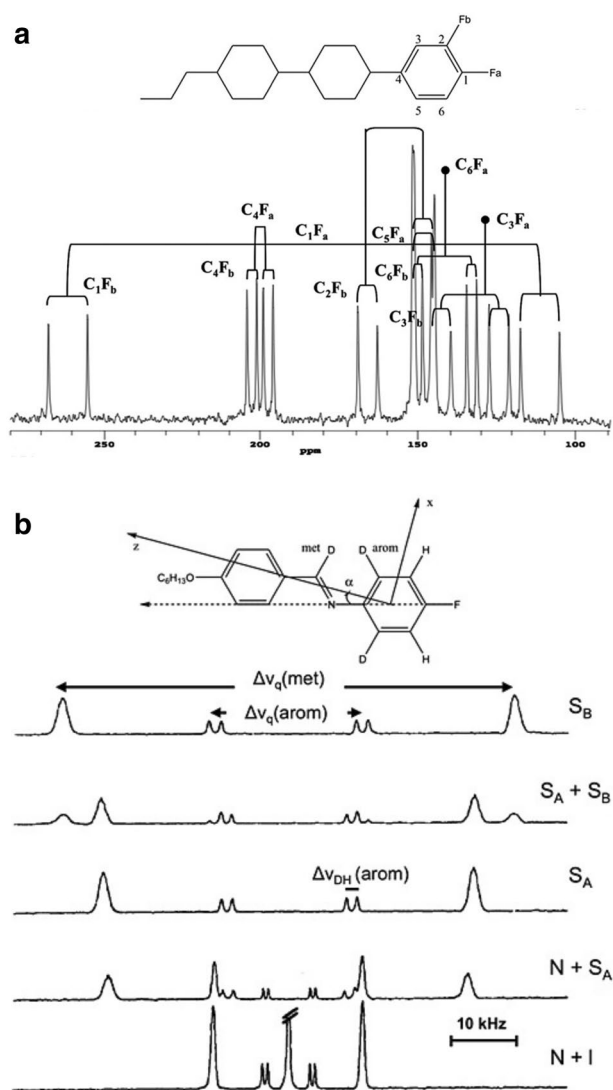 a
Fb
3
2
Fa
4
1
5
6
C6Fa
C4Fa
C3Fa
C1Fa
C5Fa
C4Fb
C6Fb
C1Fb
C2Fb
C3Fb
250
200
150
100
ppm
b
x
met
D
D
arom
H
z
C6H13O
α
N
F
D
H
Δνq(met)
Δνq(arom)
SB
SA + SB
ΔνDH(arom)
SA
N + SA
10 kHz
N + I